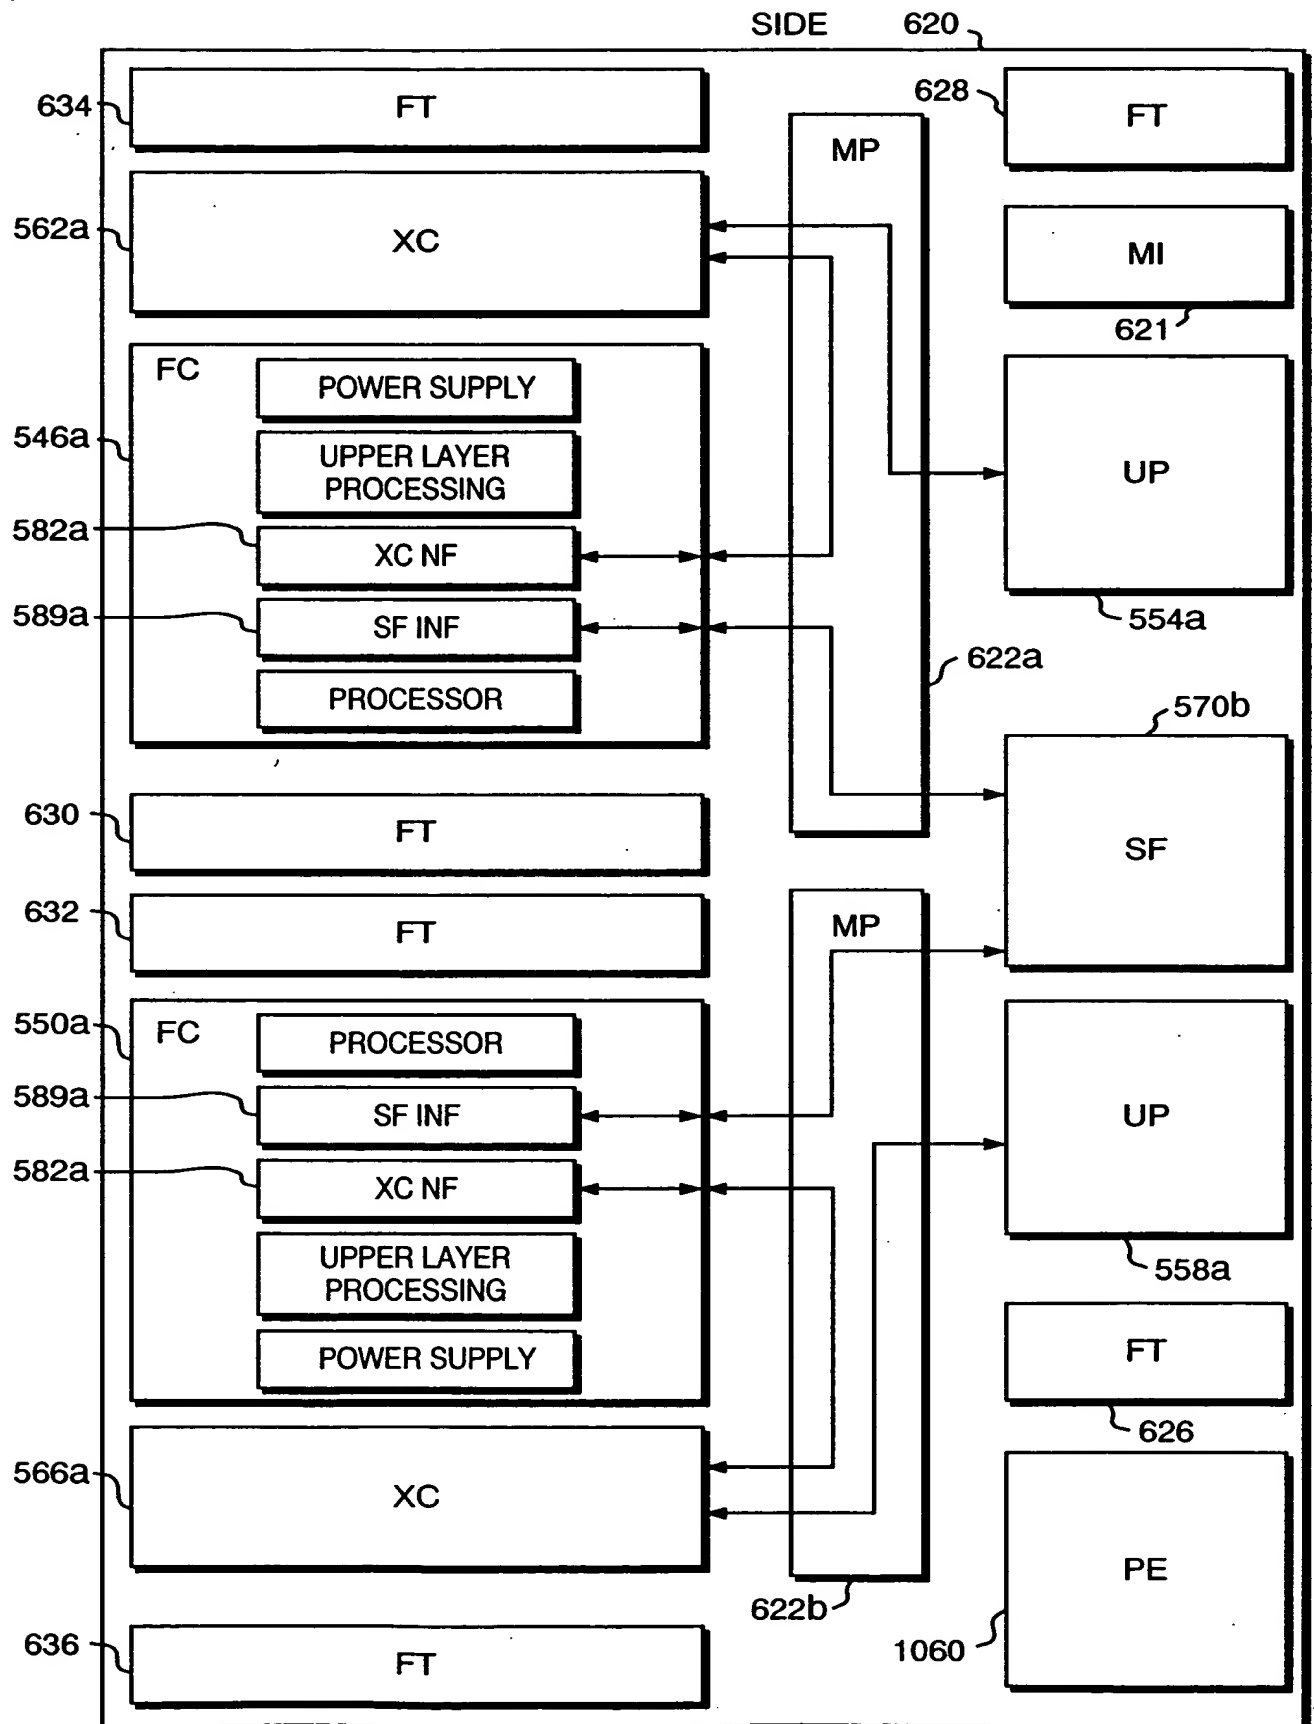 SIDE 620
634 FT
562a XC
FC
POWER SUPPLY
546a
UPPER LAYER
PROCESSING
582a XC NF
589a SF INF
PROCESSOR
630 FT
632 FT
550a FC
PROCESSOR
589a SF INF
582a XC NF
UPPER LAYER
PROCESSING
POWER SUPPLY
566a XC
636 FT
MP
622a
MP
622b
628 FT
MI
621
UP
554a
570b
SF
UP
558a
FT
626
PE
1060